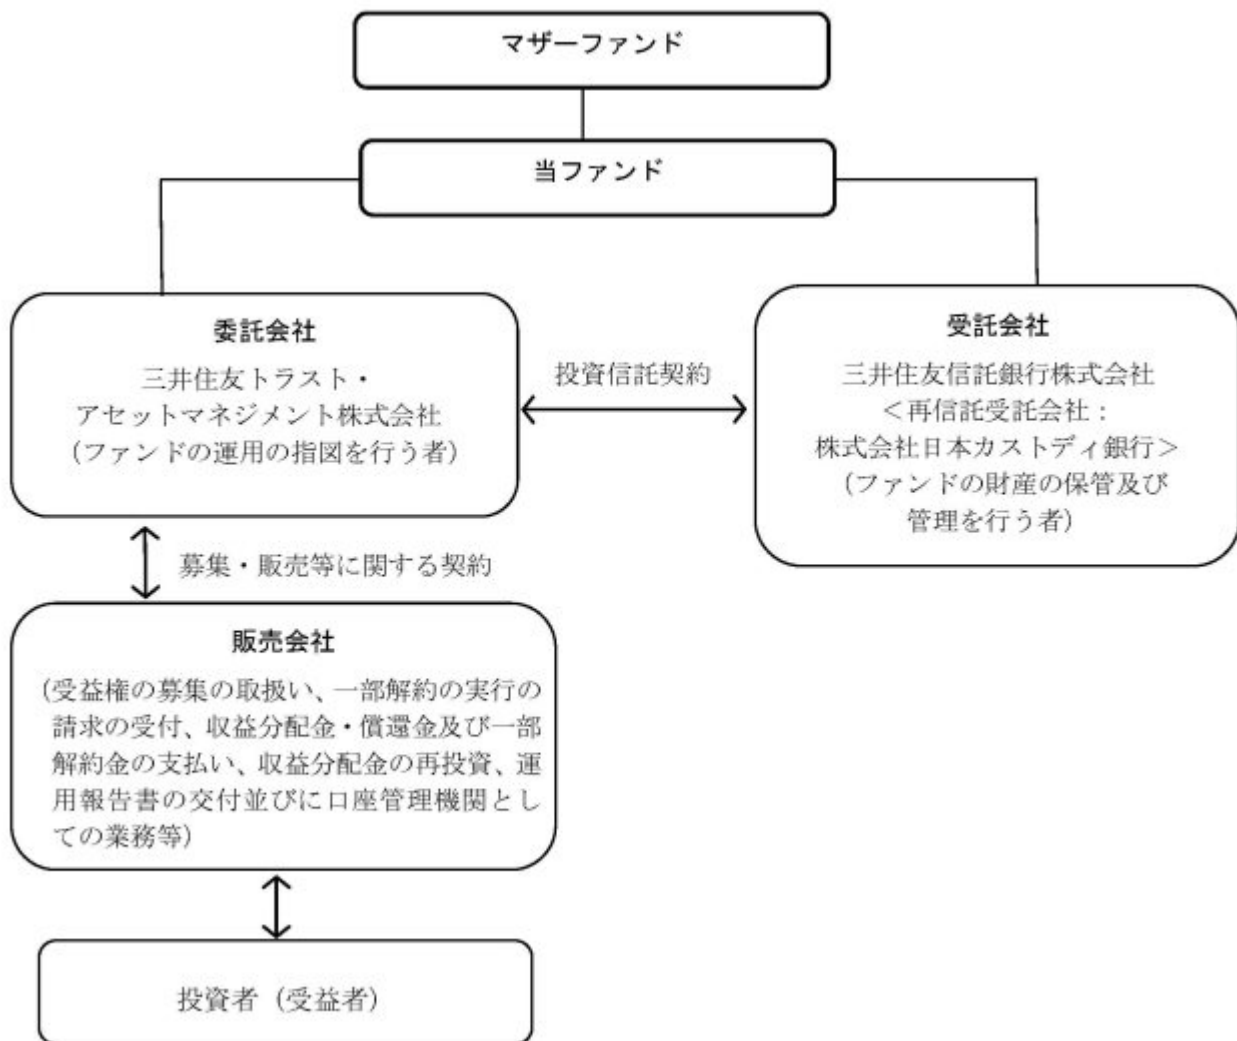 マザーファンド
当ファンド
委託会社
三井住友トラスト・
アセットマネジメント株式会社
(ファンドの運用の指図を行う者)
投資信託契約
受託会社
三井住友信託銀行株式会社
<再信託受託会社：
株式会社日本カストディ銀行>
(ファンドの財産の保管及び
管理を行う者)
募集・販売等に関する契約
販売会社
(受益権の募集の取扱い、一部解約の実行の
請求の受付、収益分配金・償還金及び一部
解約金の支払い、収益分配金の再投資、運
用報告書の交付並びに口座管理機関とし
ての業務等)
投資者 (受益者)